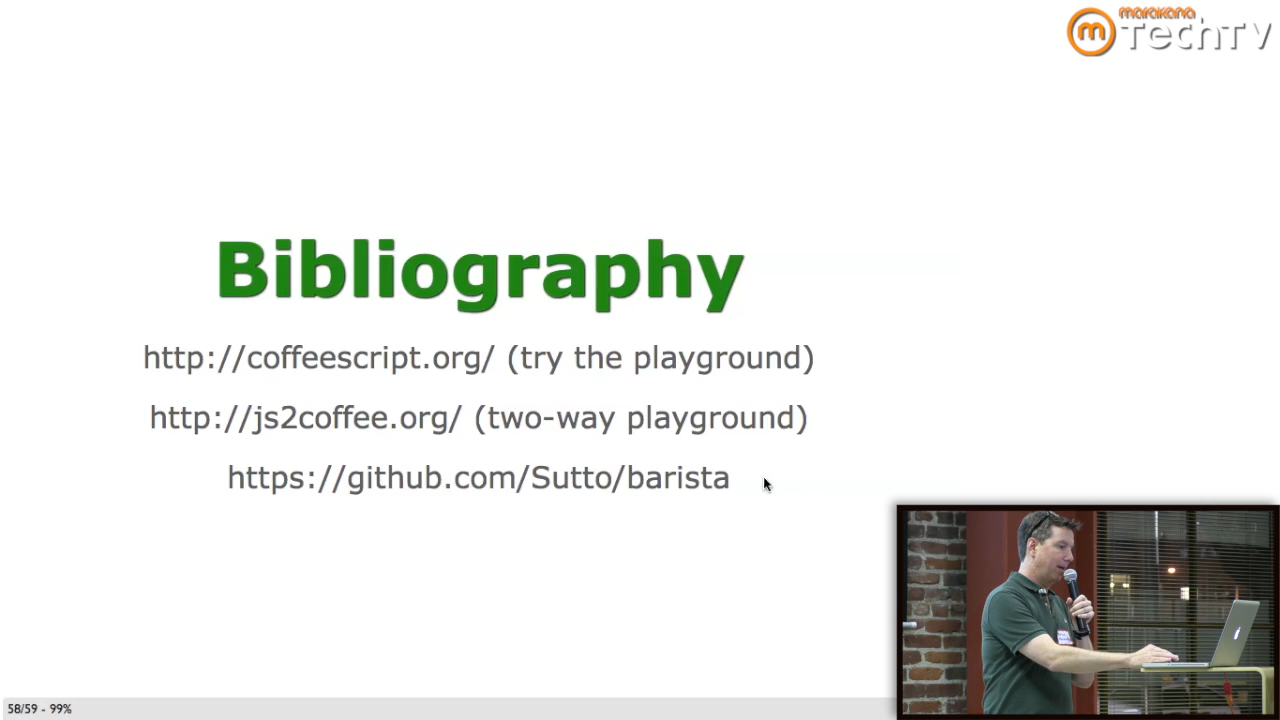 marakana
TechTV
Bibliography
http://coffeescript.org/ (try the playground)
http://js2coffee.org/ (two-way playground)
https://github.com/Sutto/barista
58/59 - 99%